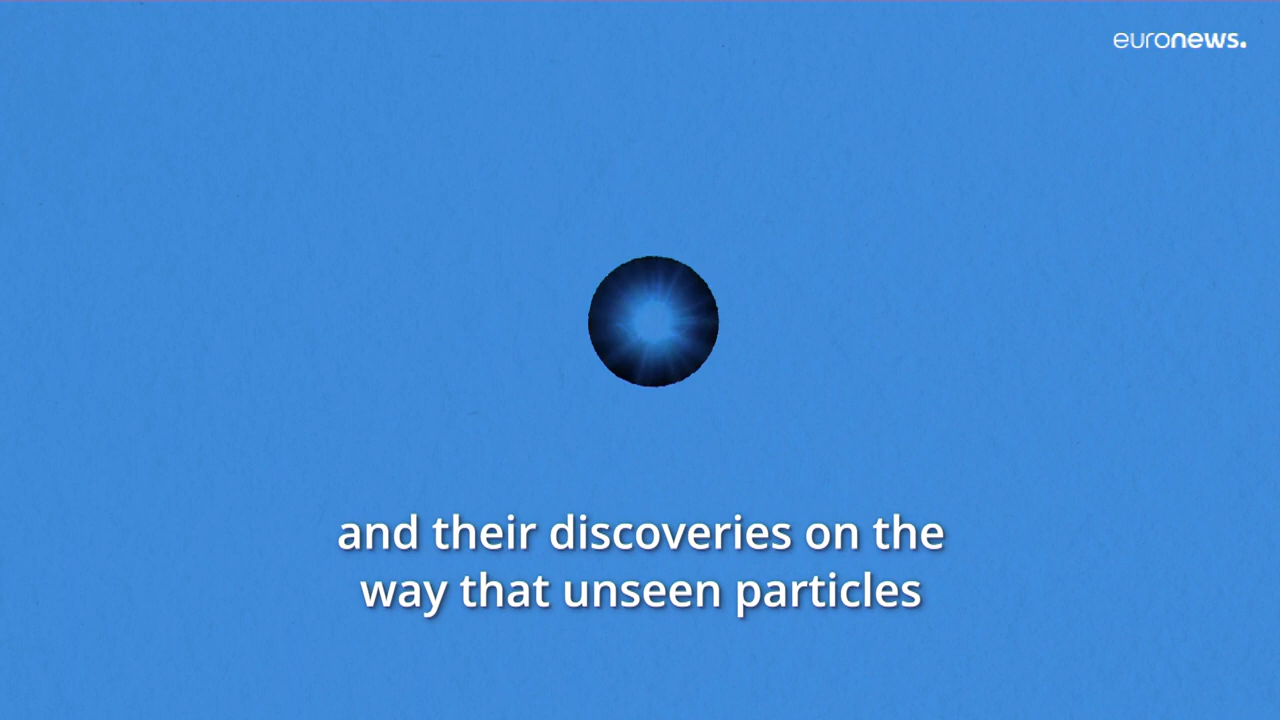 euronews.
and their discoveries on the
way that unseen particles